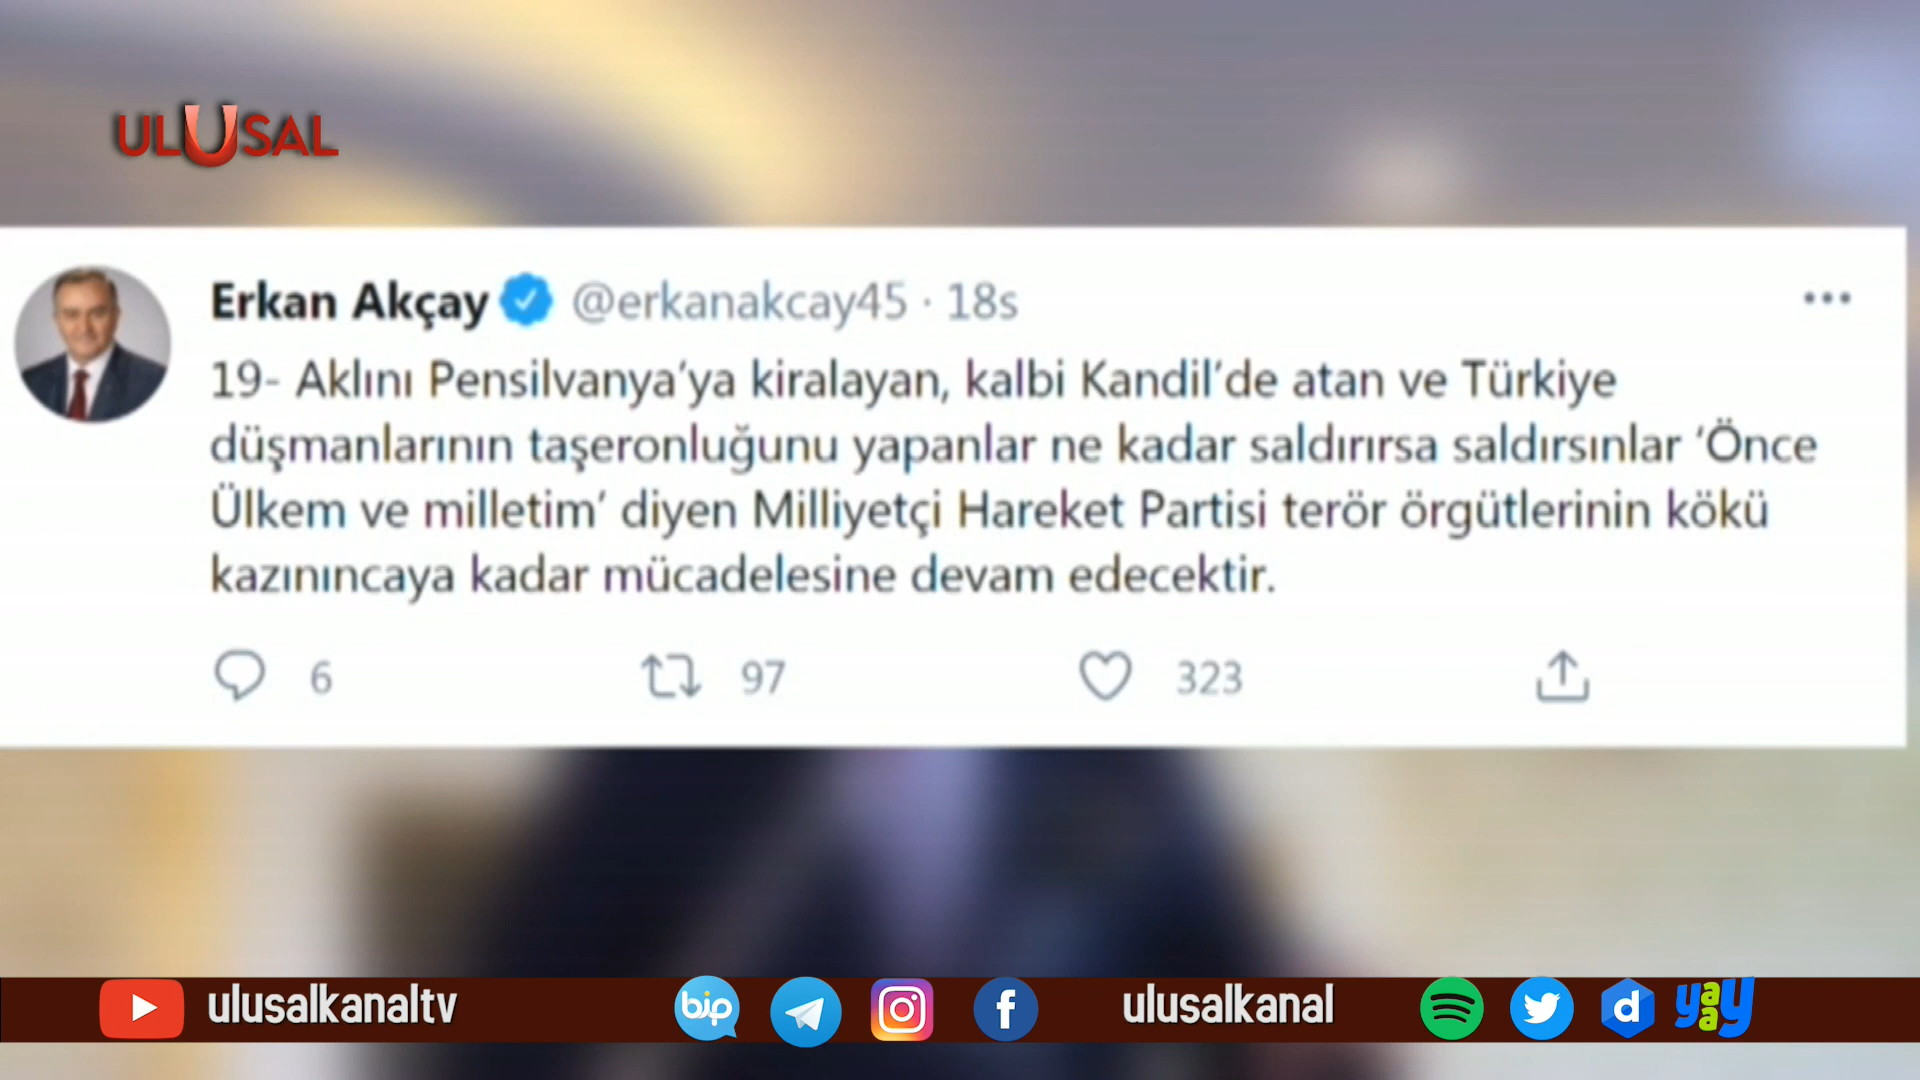 ULUSAL
Erkan Akçay @erkanakcay45 · 18s
19- Aklını Pensilvanya'ya kiralayan, kalbi Kandil'de atan ve Türkiye
düşmanlarının taşeronluğunu yapanlar ne kadar saldırırsa saldırsınlar 'Önce
Ülkem ve milletim' diyen Milliyetçi Hareket Partisi terör örgütlerinin kökü
kazınıncaya kadar mücadelesine devam edecektir.
6 97 323
ulusalkanaltv bip f ulusalkanal d yaay